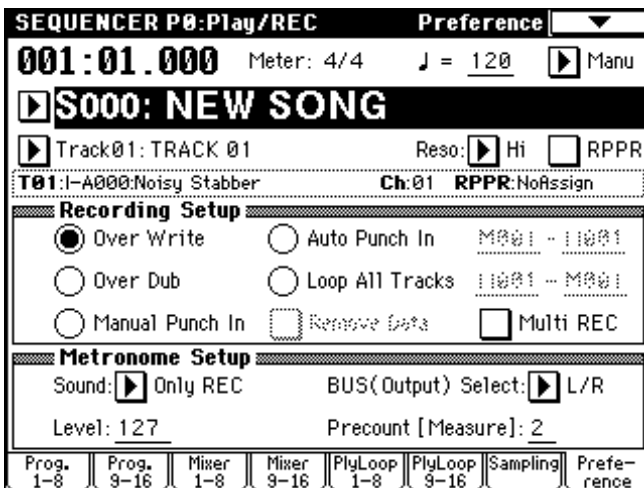 SEQUENCER P0:Play/REC Preference
001:01.000 Meter: 4/4 ♩ = 120 Manu
S000: NEW SONG
Track01: TRACK 01 Reso: Hi RPPR
T01:I-A000:Noisy Stabber Ch:01 RPPR:NoAssign
Recording Setup
Over Write Auto Punch In M001 - M001
Over Dub Loop All Tracks M001 - M001
Manual Punch In Remove Data Multi REC
Metronome Setup
Sound: Only REC BUS(Output) Select: L/R
Level: 127 Precount [Measure]: 2
Prog. 1-8 Prog. 9-16 Mixer 1-8 Mixer 9-16 PlyLoop 1-8 PlyLoop 9-16 Sampling Prefe- rence